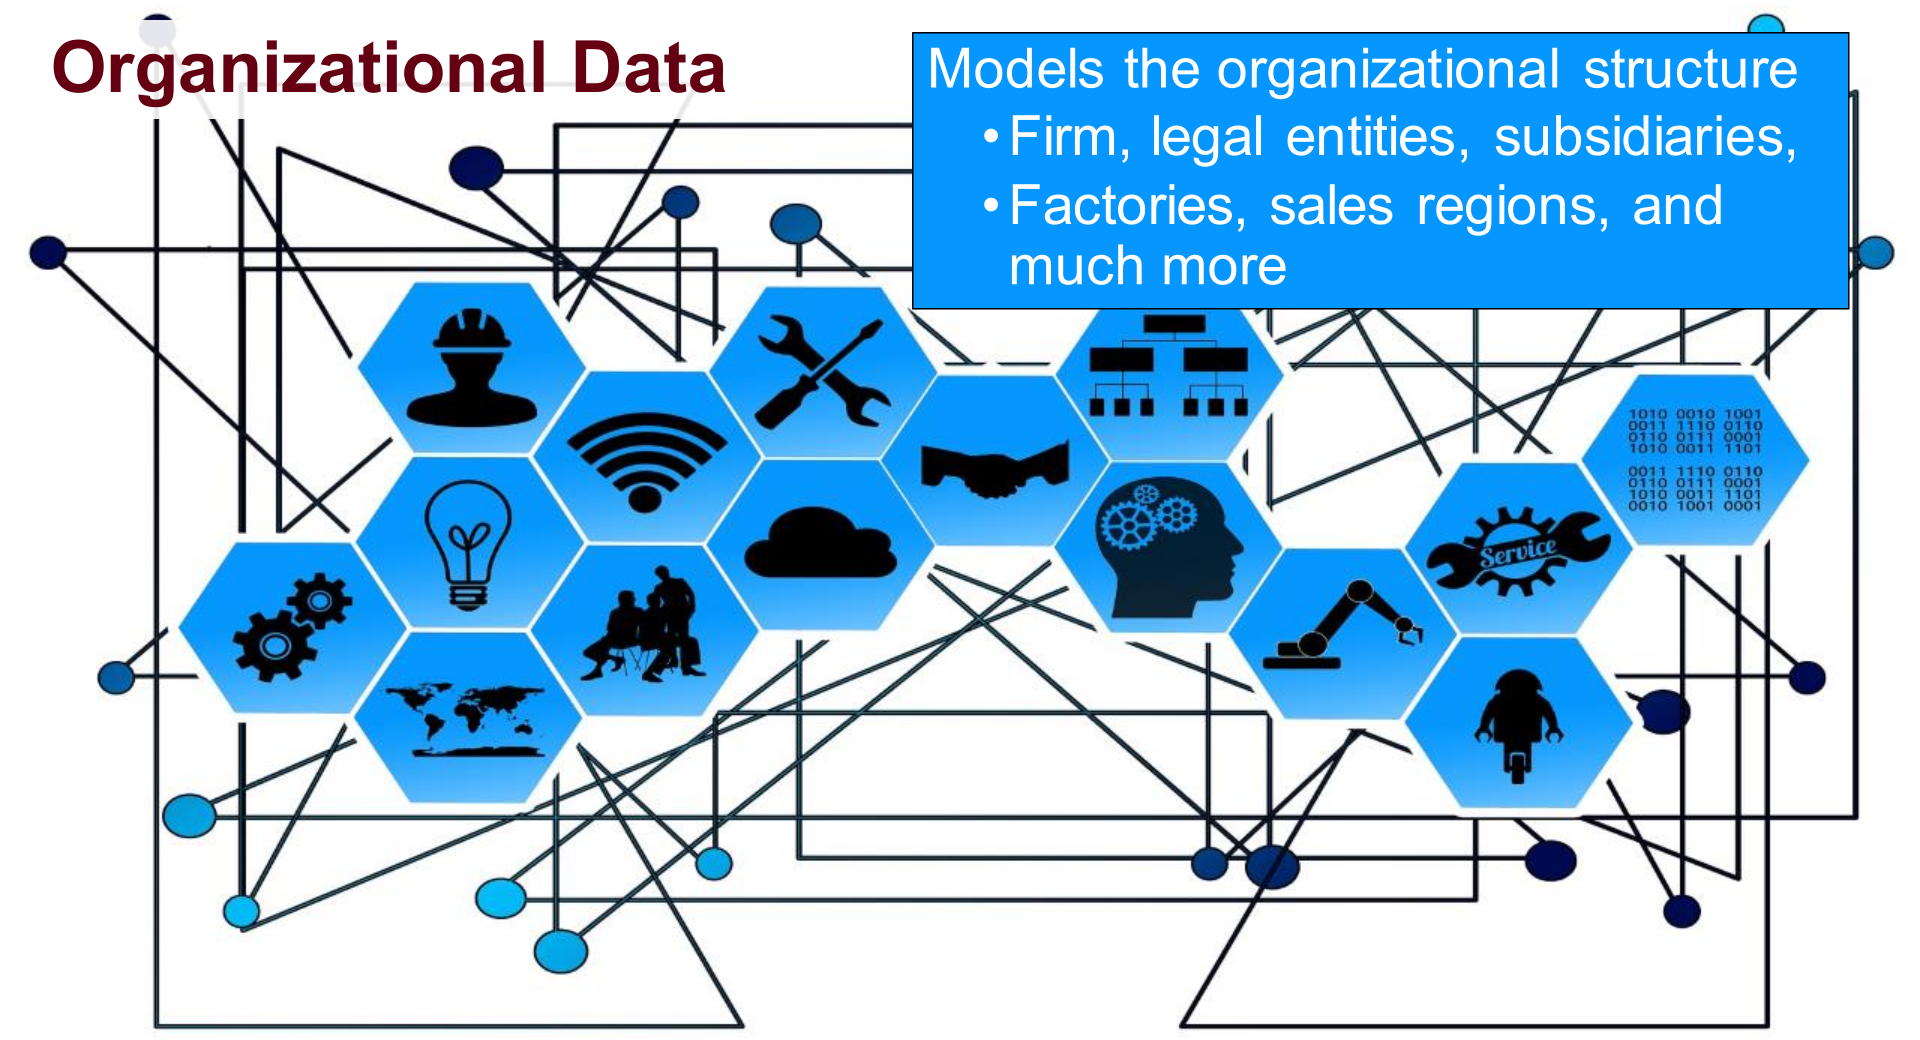 Organizational Data
Models the organizational structure
•Firm, legal entities, subsidiaries,
•Factories, sales regions, and
much more
1010 0010 1001
0011 1110 0110
0110 0111 0001
1010 0011 1101
0011 1110 0110
0110 0111 0001
1010 0011 1101
0010 1001 0001
Service